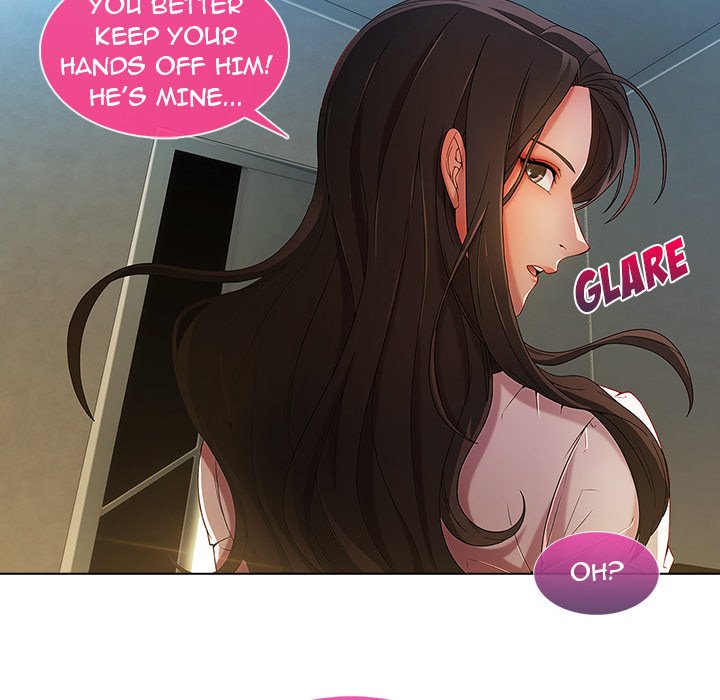 YOU BETTER
KEEP YOUR
HANDS OFF HIM!
HE'S MINE...
GLARE
OH?